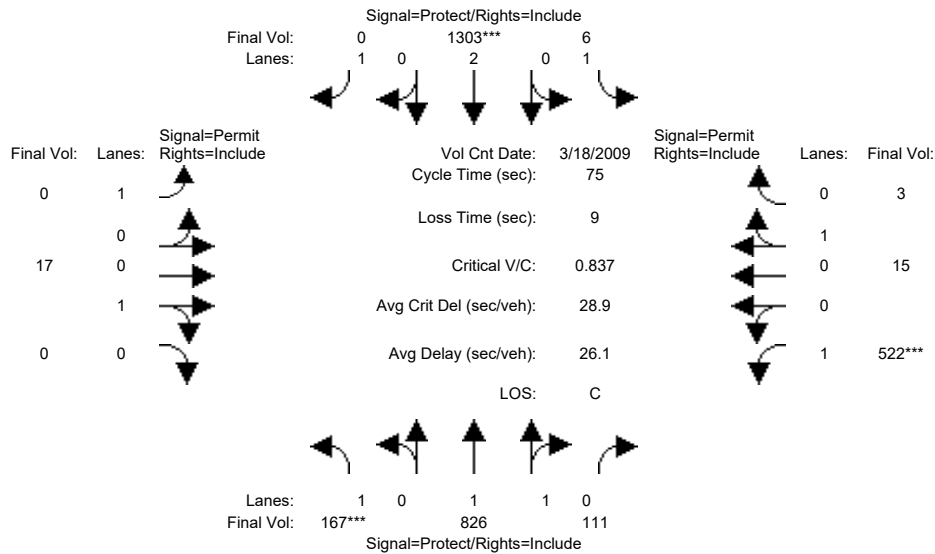 Signal=Protect/Rights=Include
Final Vol: 0 1303*** 6
Lanes: 1 0 2 0 1
Signal=Permit
Final Vol: Lanes: Rights=Include
Vol Cnt Date: 3/18/2009
Signal=Permit
Rights=Include Lanes: Final Vol:
Cycle Time (sec): 75
0 1
0 3
Loss Time (sec): 9
0
1
17 0
Critical V/C: 0.837
0 15
1
Avg Crit Del (sec/veh): 28.9
0
0 0
Avg Delay (sec/veh): 26.1
1 522***
LOS: C
Lanes: 1 0 1 1 0
Final Vol: 167*** 826 111
Signal=Protect/Rights=Include